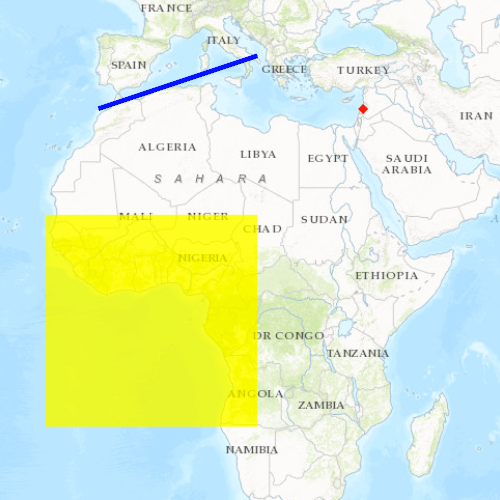 FRANCE
ITALY
SPAIN
GREECE
TURKEY
IRAN
ALGERIA
LIBYA
EGYPT
SAUDI
ARABIA
S A H A R A
MALI
NIGER
CHAD
SUDAN
NIGERIA
ETHIOPIA
DR CONGO
TANZANIA
ANGOLA
ZAMBIA
NAMIBIA